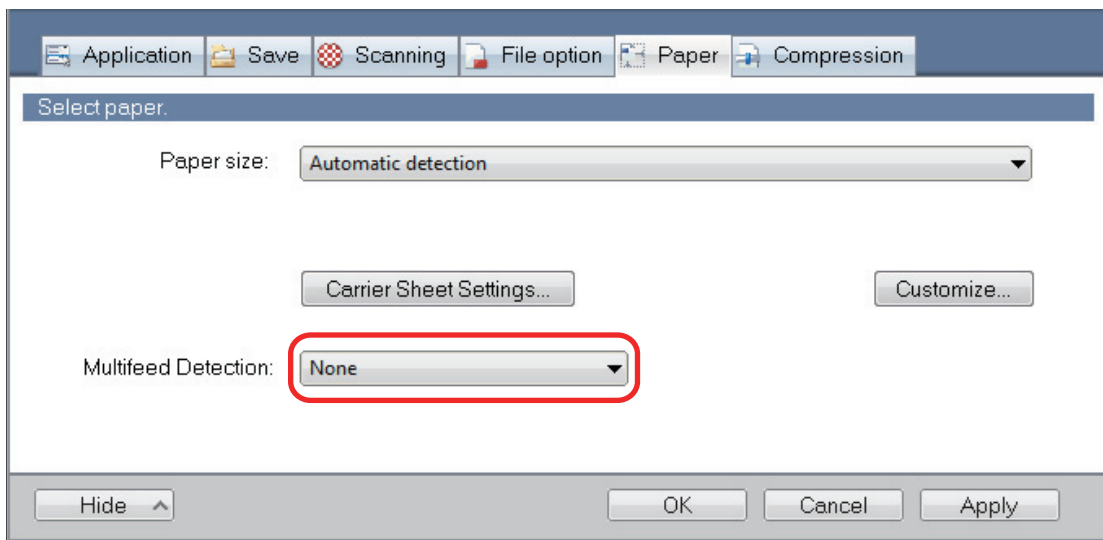 Application Save Scanning File option Paper Compression
Select paper.
Paper size: Automatic detection
Carrier Sheet Settings... Customize...
Multifeed Detection: None
Hide OK Cancel Apply